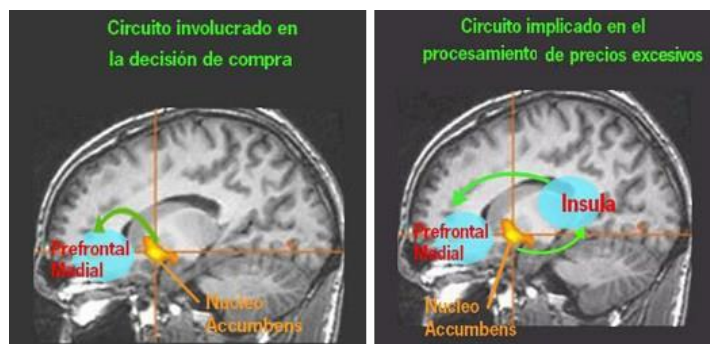 Circuito involucrado en
la decisión de compra
Prefrontal
Medial
Nucleo
Accumbens
Circuito implicado en el
procesamiento de precios excesivos
Insula
Prefrontal
Medial
Nucleo
Accumbens